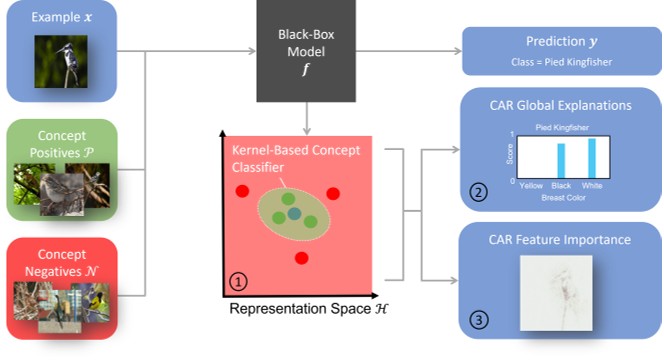 Example x
Black-Box
Model
f
Prediction y
Class = Pied Kingfisher
Concept
Positives 𝒫
Concept
Negatives 𝒩
Kernel-Based Concept
Classifier
1
Representation Space ℋ
CAR Global Explanations
Pied Kingfisher
1
Score
0
Yellow Black White
Breast Color
2
CAR Feature Importance
3